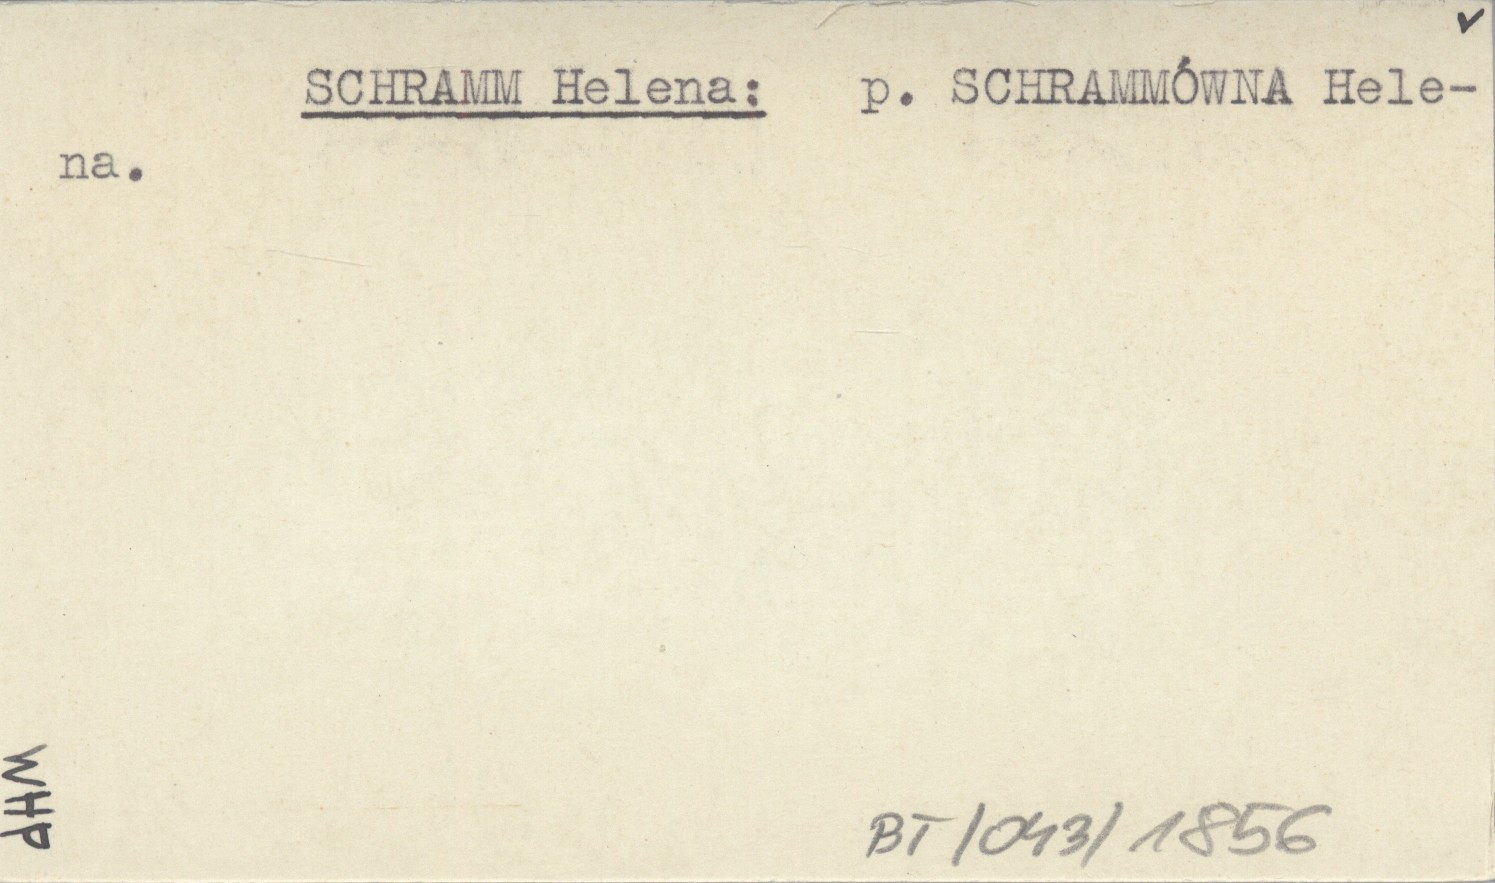 ✓
SCHRAMM Helena: p. SCHRAMMÓWNA Hele-
na.
WHP
BT/043/1856